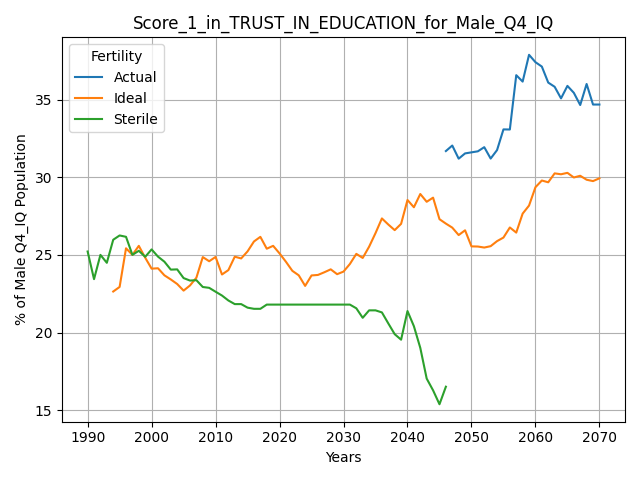 Score_1_in_TRUST_IN_EDUCATION_for_Male_Q4_IQ
Fertility
Actual
Ideal
Sterile
% of Male Q4_IQ Population
35
30
25
20
15
1990 2000 2010 2020 2030 2040 2050 2060 2070
Years